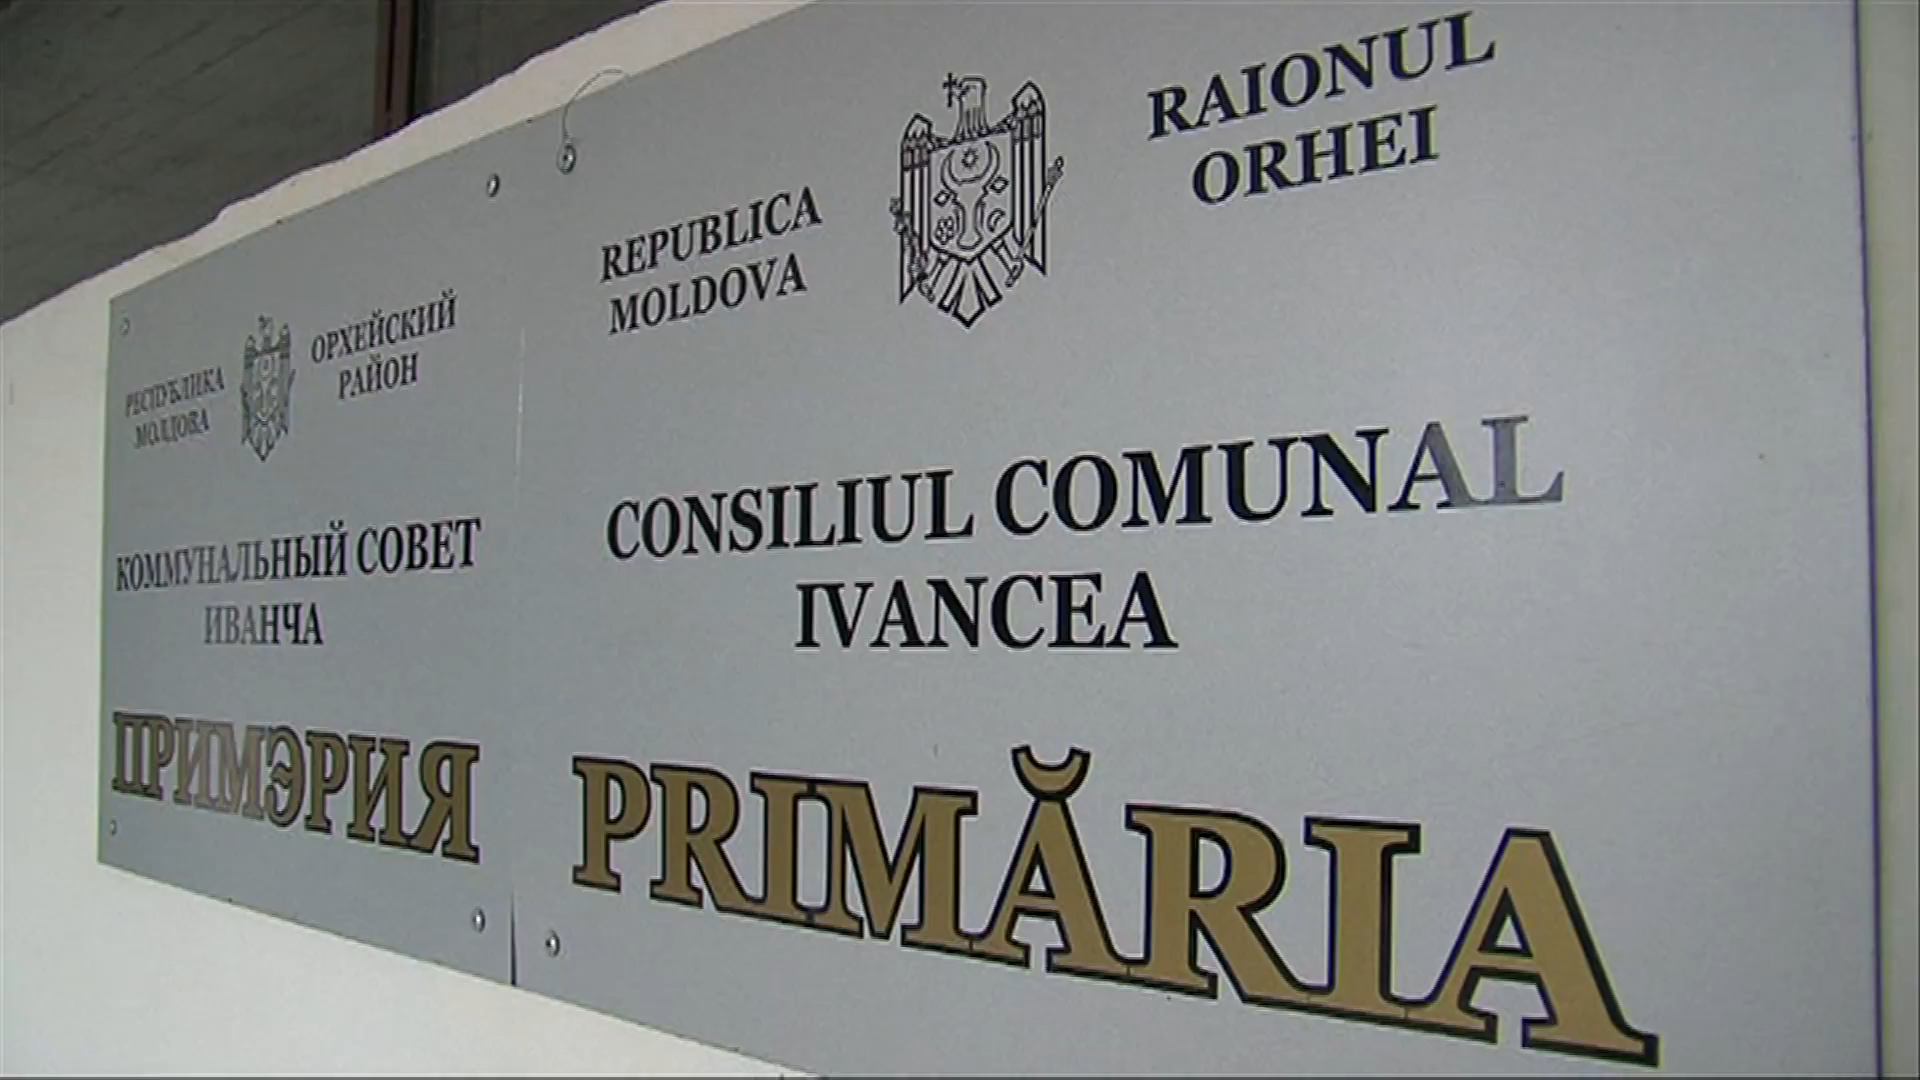 РЕСПУБЛИКА
МОЛДОВА
ОРХЕЙСКИЙ
РАЙОН
КОММУНАЛЬНЫЙ СОВЕТ
ИВАНЧА
ПРИМЭРИЯ
REPUBLICA
MOLDOVA
RAIONUL
ORHEI
CONSILIUL COMUNAL
IVANCEA
PRIMĂRIA